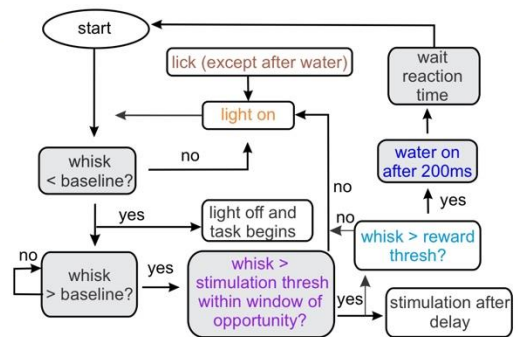 start
lick (except after water)
light on
wait
reaction
time
whisk
< baseline?
no
water on
after 200ms
yes
no
yes
light off and
task begins
no
whisk > reward
thresh?
no
whisk
> baseline?
yes
whisk >
stimulation thresh
within window of
opportunity?
yes
stimulation after
delay